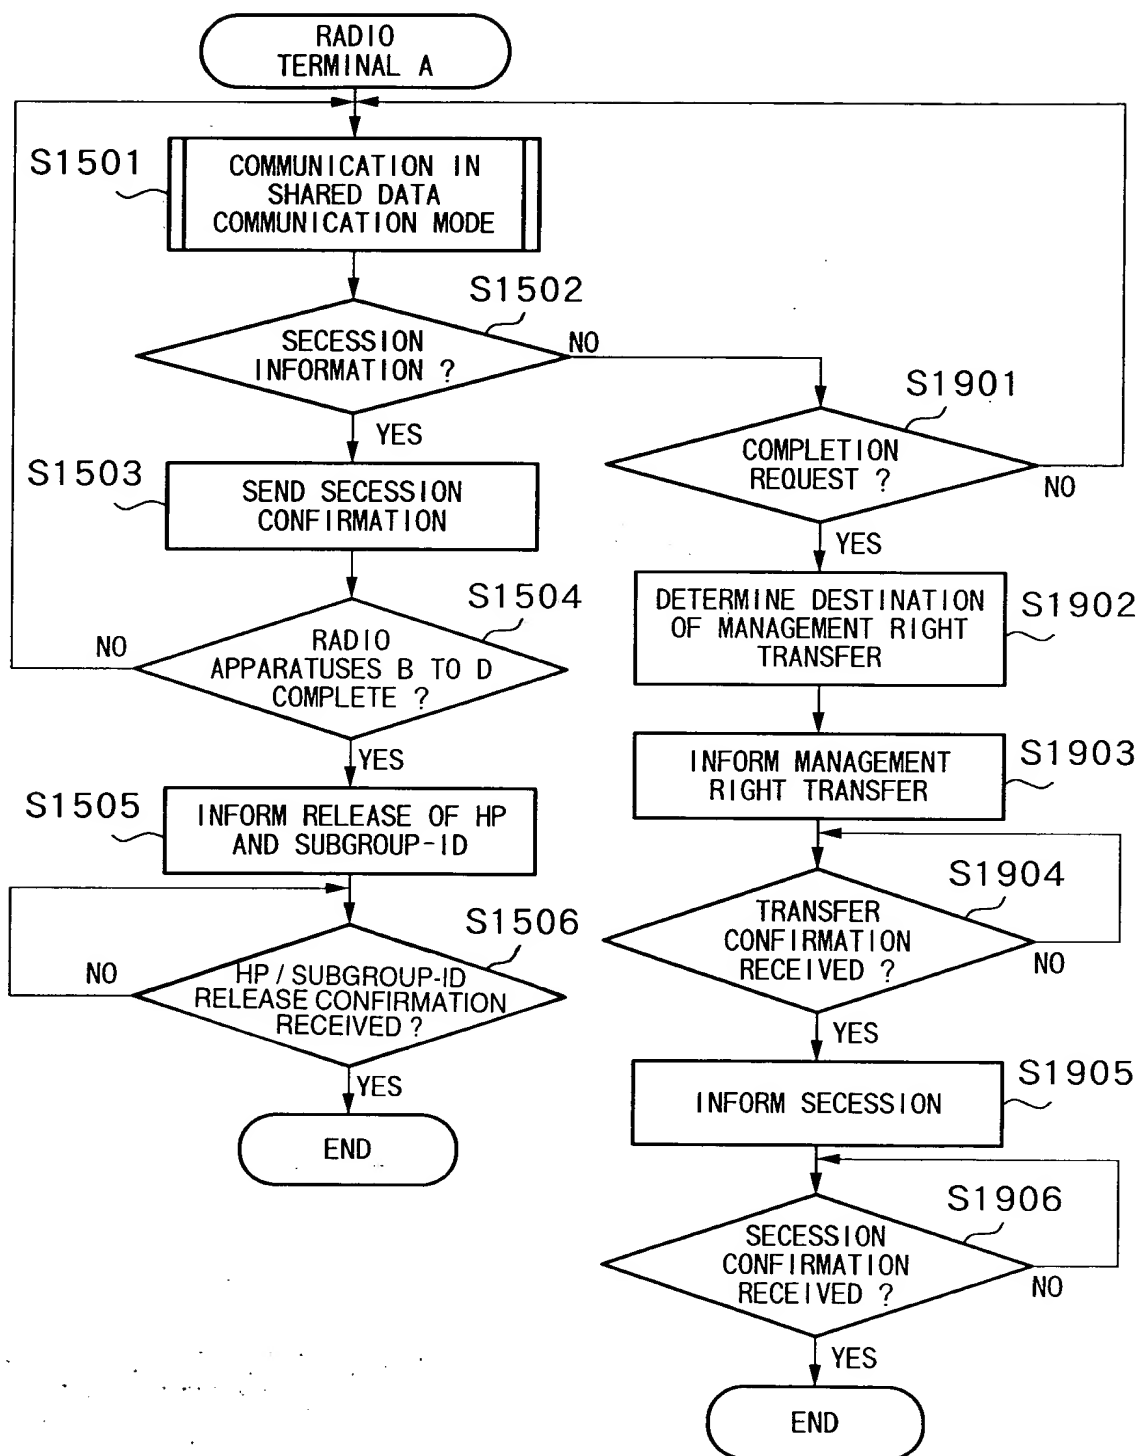 RADIO
TERMINAL A
S1501
COMMUNICATION IN
SHARED DATA
COMMUNICATION MODE
S1502
SECESSION
INFORMATION ?
NO
YES
S1503
SEND SECESSION
CONFIRMATION
S1504
RADIO
APPARATUSES B TO D
COMPLETE ?
NO
YES
S1505
INFORM RELEASE OF HP
AND SUBGROUP-ID
S1506
HP / SUBGROUP-ID
RELEASE CONFIRMATION
RECEIVED ?
NO
YES
END
S1901
COMPLETION
REQUEST ?
NO
YES
S1902
DETERMINE DESTINATION
OF MANAGEMENT RIGHT
TRANSFER
S1903
INFORM MANAGEMENT
RIGHT TRANSFER
S1904
TRANSFER
CONFIRMATION
RECEIVED ?
NO
YES
S1905
INFORM SECESSION
S1906
SECESSION
CONFIRMATION
RECEIVED ?
NO
YES
END